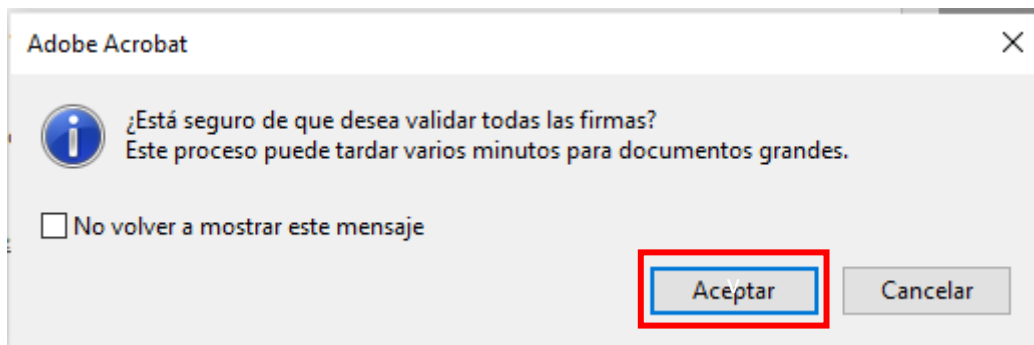 Adobe Acrobat
¿Está seguro de que desea validar todas las firmas?
Este proceso puede tardar varios minutos para documentos grandes.
No volver a mostrar este mensaje
Aceptar
Cancelar